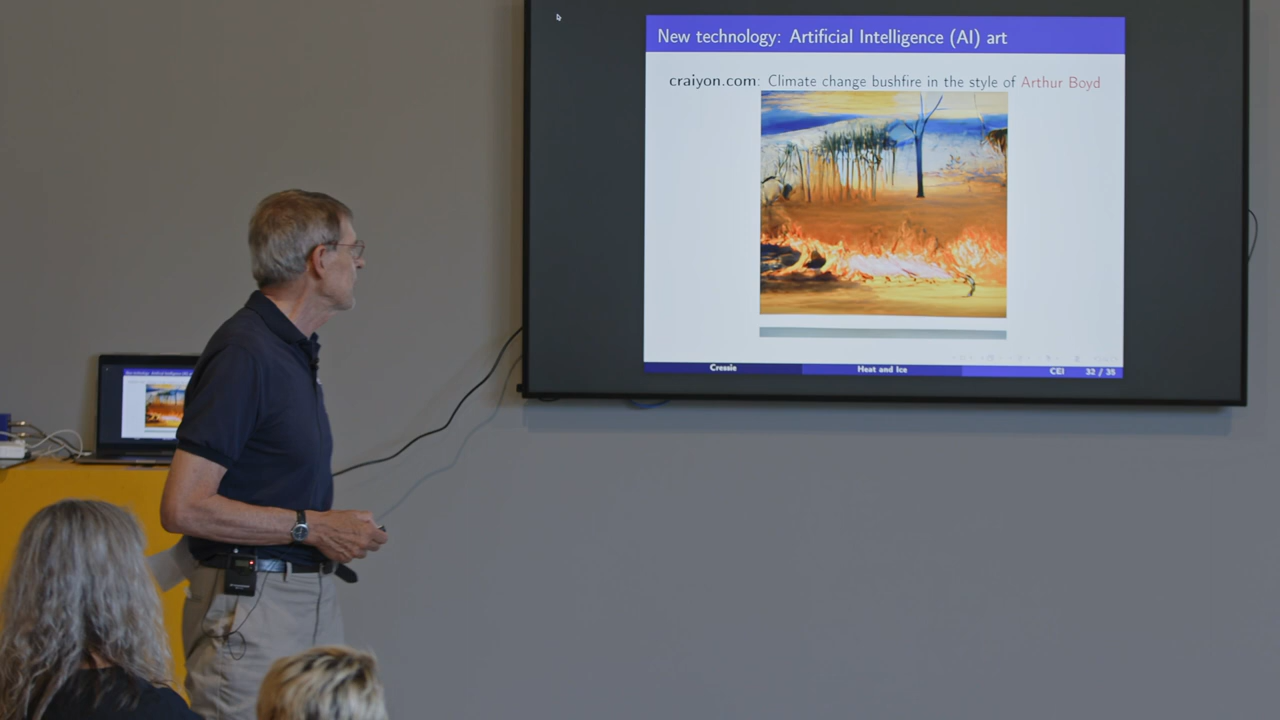 New technology: Artificial Intelligence (AI) art
craiyon.com: Climate change bushfire in the style of Arthur Boyd
Cressie Heat and Ice CEI 32 / 35